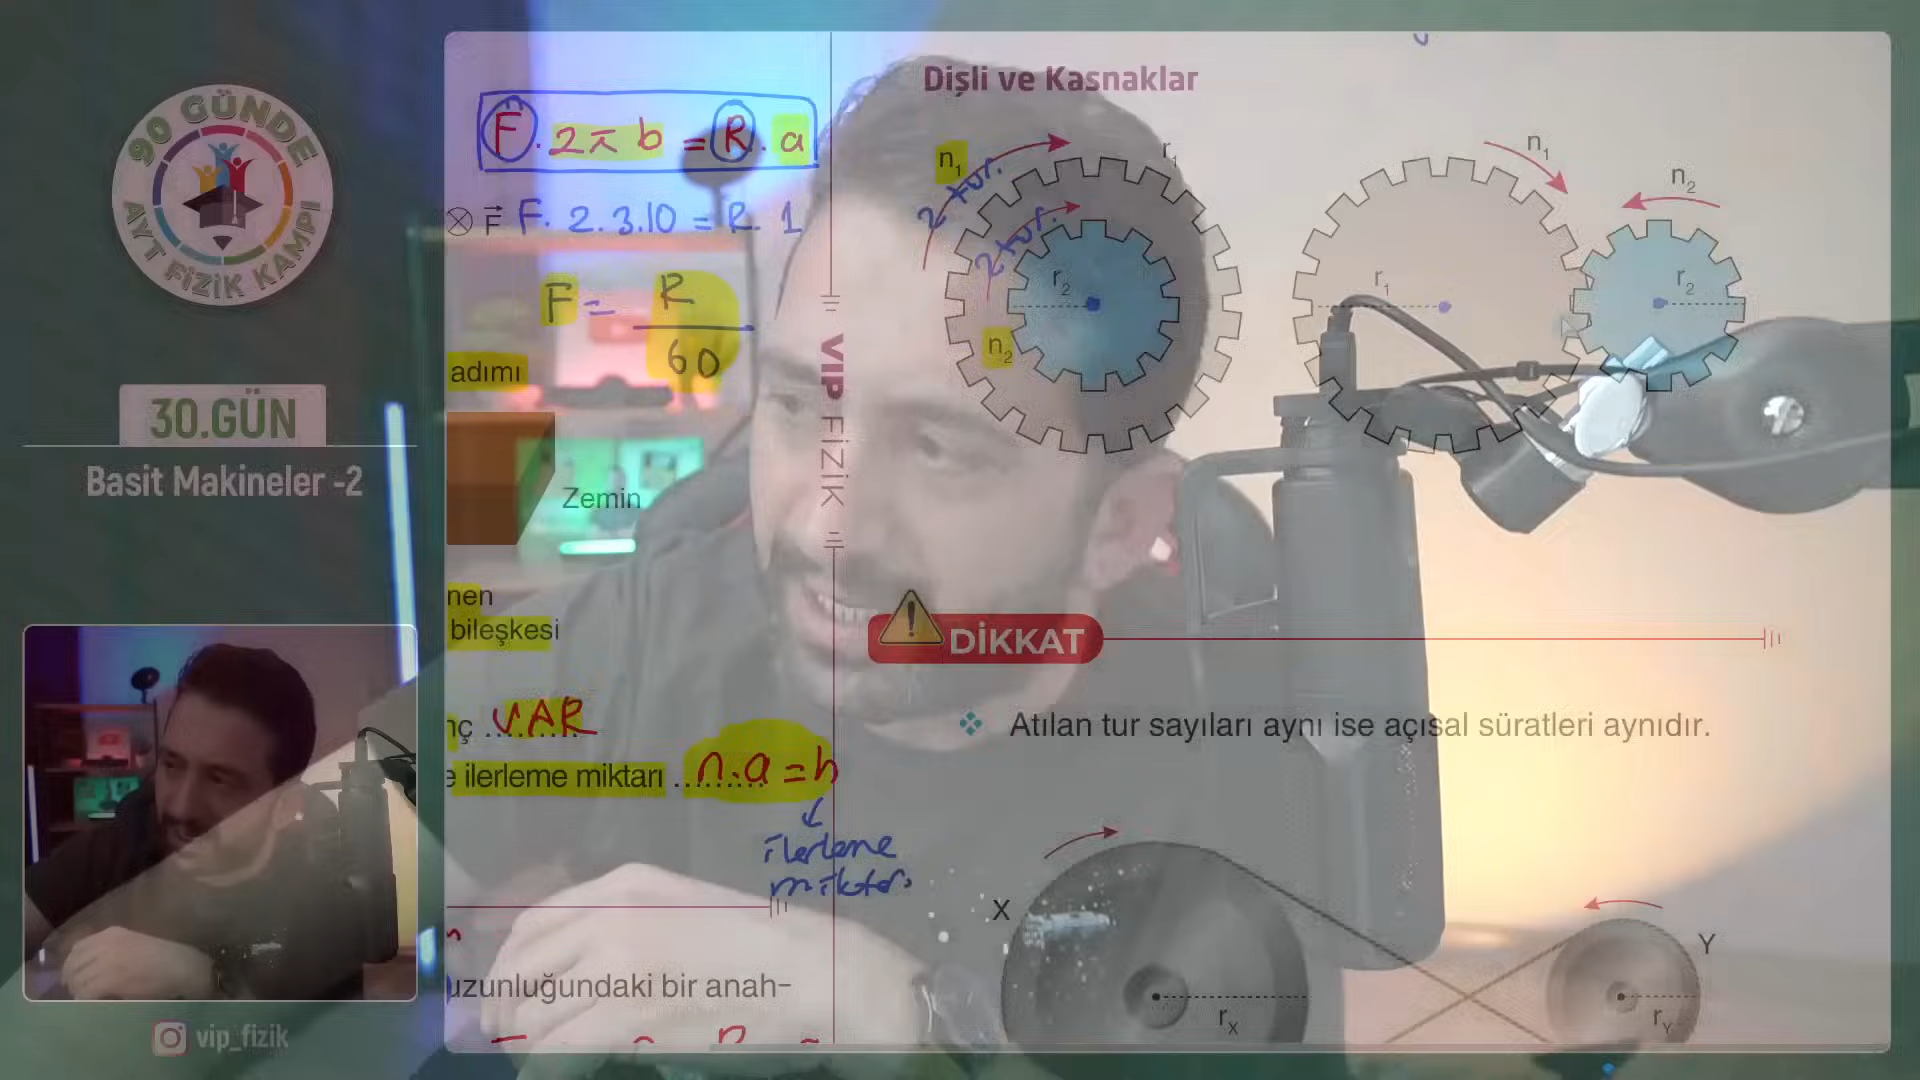 90 GÜNDE
AYT FİZİK KAMPI
30.GÜN
Basit Makineler -2
vip_fizik
F. 2π b = R. a
F F. 2.3.10 = R. 1
F = R
60
adımı
Zemin
nen
bileşkesi
nç ......... VAR
e ilerleme miktarı ......... n.a = h
ilerleme
miktarı
uzunluğundaki bir anah-
VIP FİZİK
Dişli ve Kasnaklar
n1
2 tur.
r1
2 tur.
r2
n2
n1
n2
r1
r2
DİKKAT
Atılan tur sayıları aynı ise açısal süratleri aynıdır.
X
rX
Y
rY